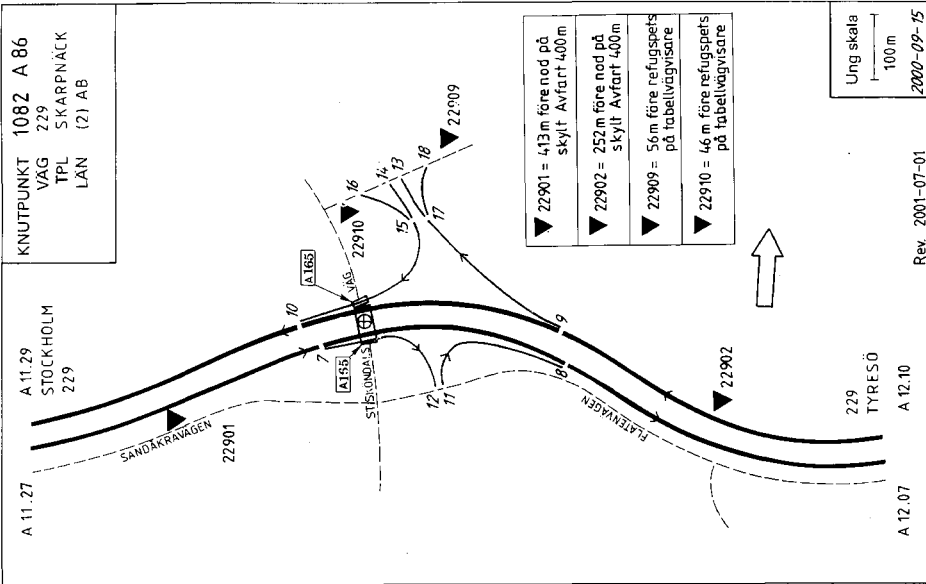 KNUTPUNKT 1082 A 86
VÄG 229
TPL SKARPNÄCK
LÄN (2) AB
A 11.27
A 11.29
STOCKHOLM
229
SANDÅKRAVÄGEN
22901
7
10
A165
A165
VÄG
22910
16
14
13
18
22909
15
17
12
11
8
9
FLATENVÄGEN
22902
▼ 22901 = 413 m före nod på
skylt Avfart 400m
▼ 22902 = 252 m före nod på
skylt Avfart 400m
▼ 22909 = 56 m före refugspets
på tabellvägvisare
▼ 22910 = 46 m före refugspets
på tabellvägvisare
229
TYRESÖ
A 12.07
A 12.10
Ung skala
100 m
Rev. 2001-07-01
2000-09-15